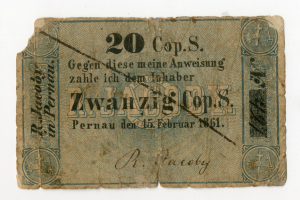 20 Cop.S.
Gegen diese meine Anweisung
zahle ich dem Inhaber
Zwanzig Cop.S.
Pernau den 15. Februar 1861.
R. Jacoby
R. Jacoby
in Pernau.